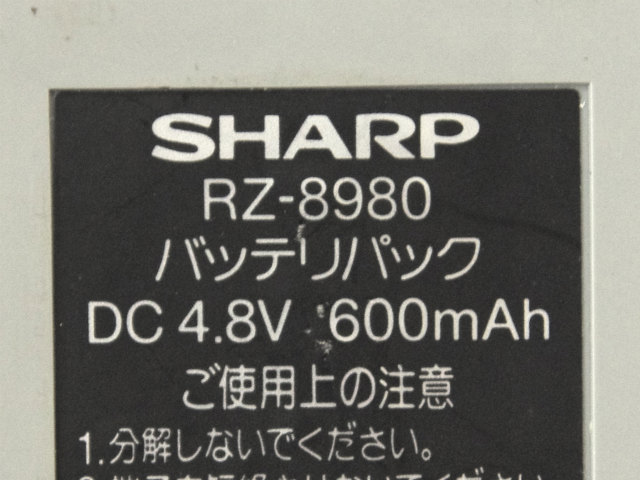 SHARP
RZ-8980
バッテリパック
DC 4.8V 600mAh
ご使用上の注意
1.分解しないでください。